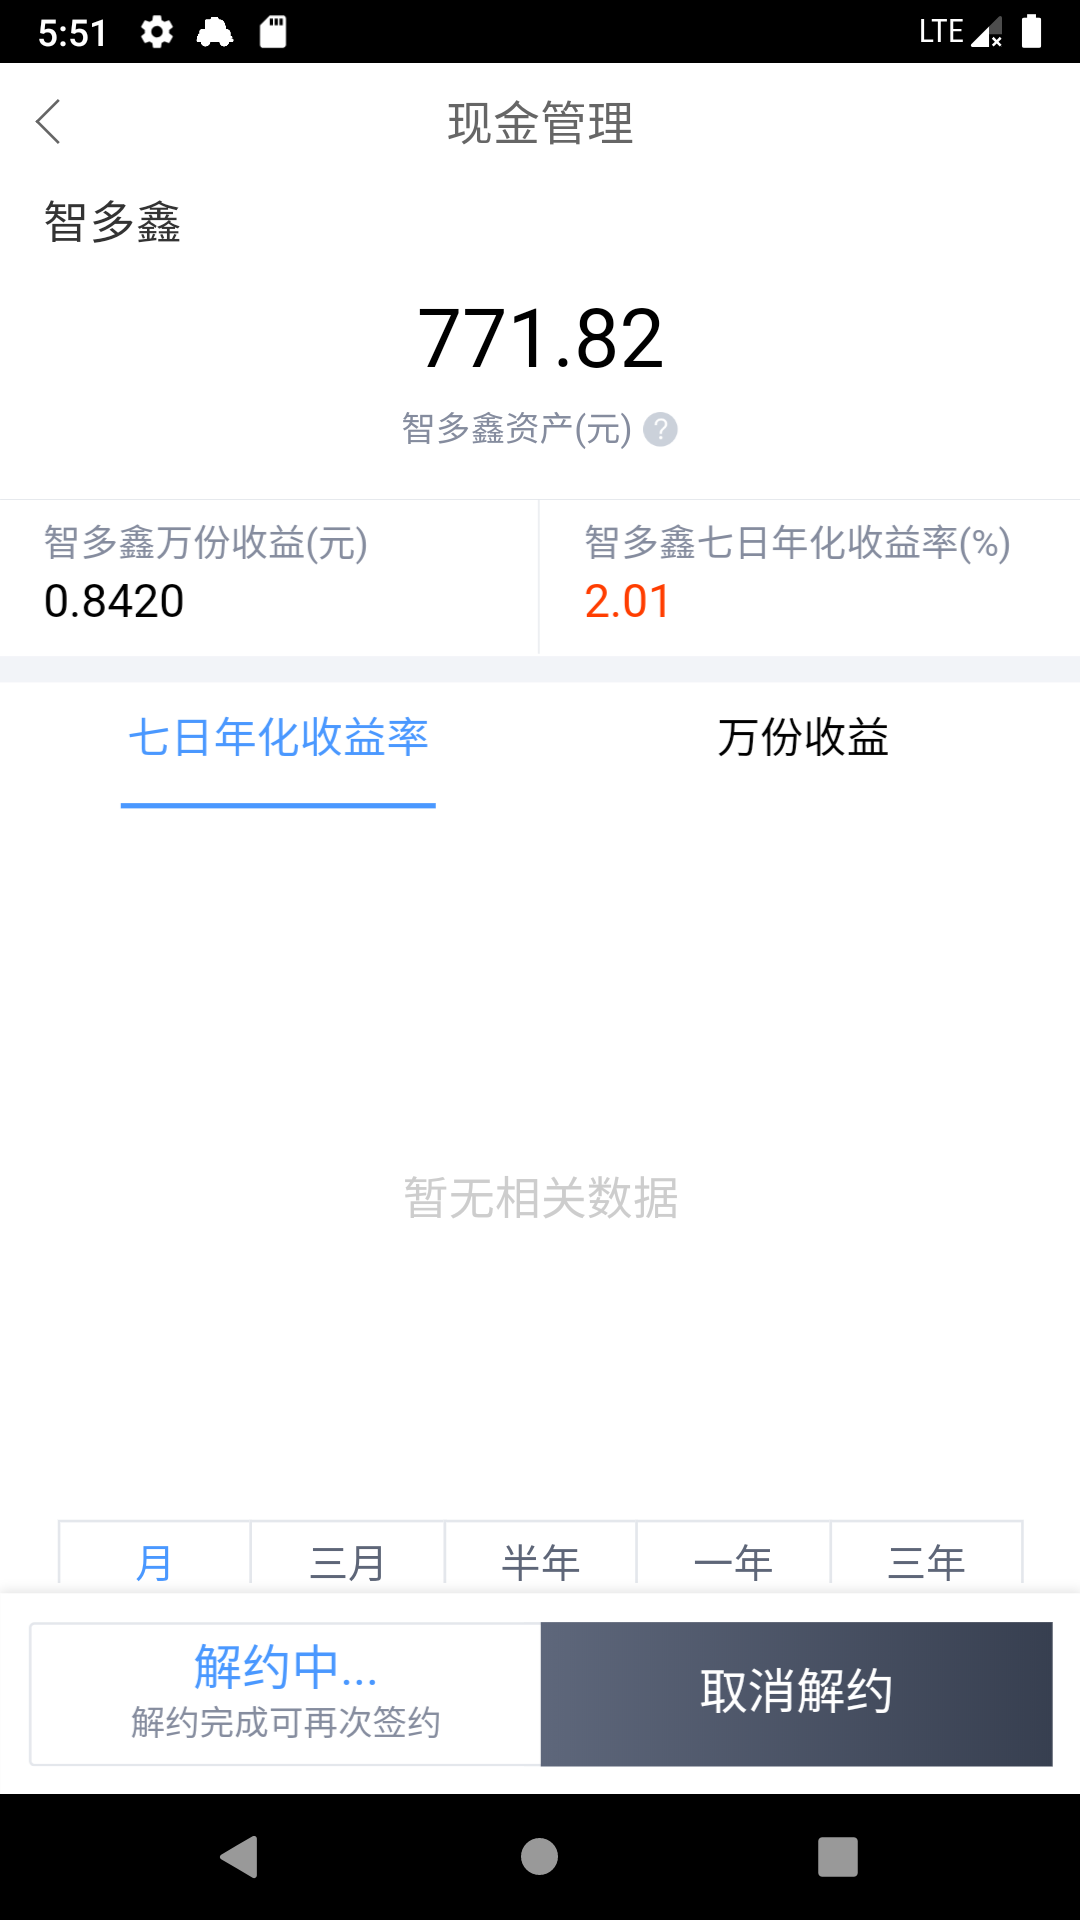 5:51
LTE
现金管理
智多鑫
771.82
智多鑫资产(元) ?
智多鑫万份收益(元)
0.8420
智多鑫七日年化收益率(%)
2.01
七日年化收益率
万份收益
暂无相关数据
月 三月 半年 一年 三年
解约中...
解约完成可再次签约
取消解约